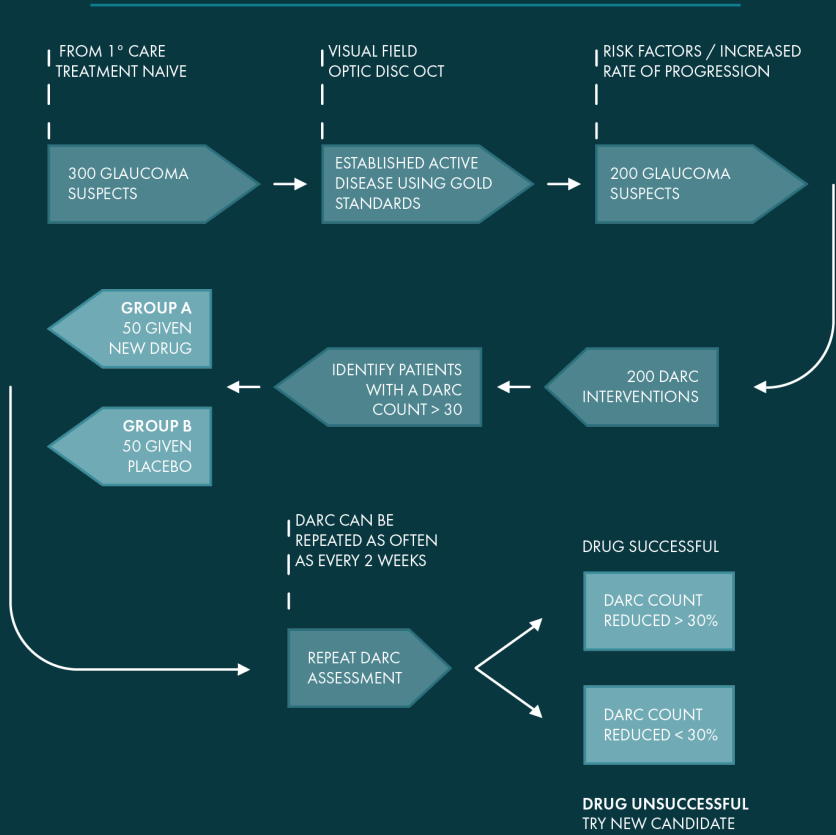 FROM 1° CARE
TREATMENT NAIVE
VISUAL FIELD
OPTIC DISC OCT
RISK FACTORS / INCREASED
RATE OF PROGRESSION
300 GLAUCOMA
SUSPECTS
ESTABLISHED ACTIVE
DISEASE USING GOLD
STANDARDS
200 GLAUCOMA
SUSPECTS
200 DARC
INTERVENTIONS
IDENTIFY PATIENTS
WITH A DARC
COUNT > 30
GROUP A
50 GIVEN
NEW DRUG
GROUP B
50 GIVEN
PLACEBO
DARC CAN BE
REPEATED AS OFTEN
AS EVERY 2 WEEKS
REPEAT DARC
ASSESSMENT
DRUG SUCCESSFUL
DARC COUNT
REDUCED > 30%
DARC COUNT
REDUCED < 30%
DRUG UNSUCCESSFUL
TRY NEW CANDIDATE